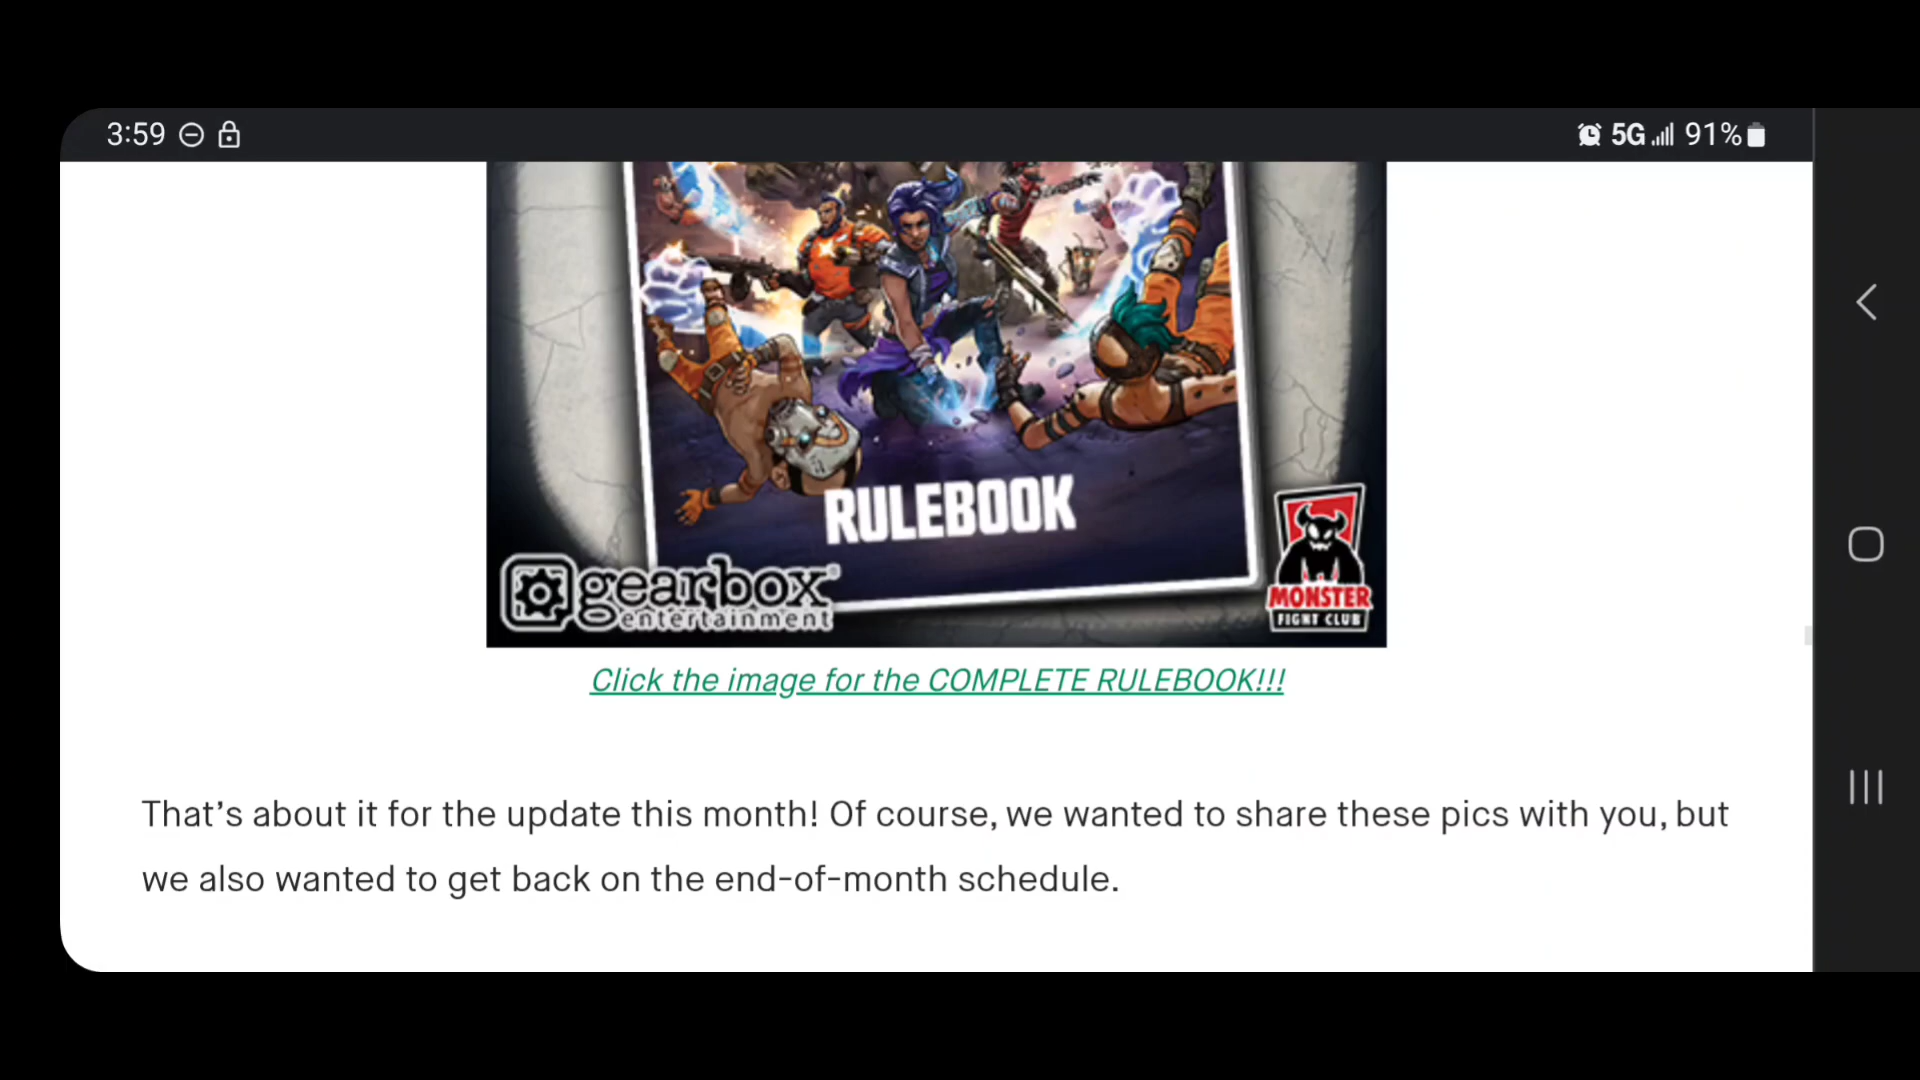 3:59
5G 91%
RULEBOOK
gearbox
entertainment
MONSTER
FIGHT CLUB
Click the image for the COMPLETE RULEBOOK!!!
That’s about it for the update this month! Of course, we wanted to share these pics with you, but
we also wanted to get back on the end-of-month schedule.